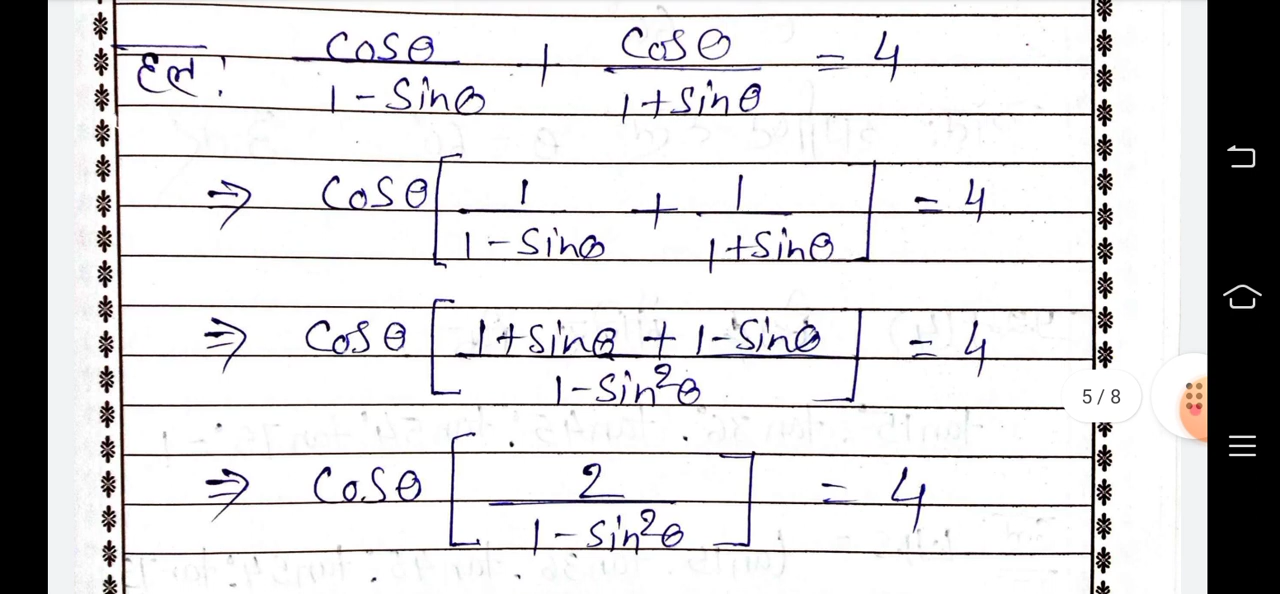 हल: cosθ/(1-sinθ) + cosθ/(1+sinθ) = 4
⇒ cosθ[1/(1-sinθ) + 1/(1+sinθ)] = 4
⇒ cosθ[(1+sinθ+1-sinθ)/(1-sin²θ)] = 4
5/8
⇒ cosθ[2/(1-sin²θ)] = 4